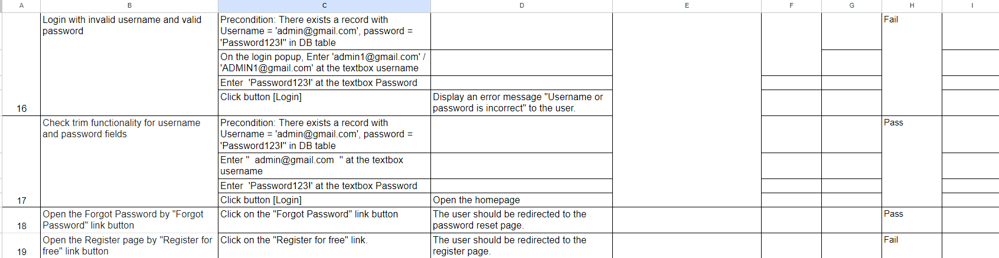 A B C D E F G H I
Login with invalid username and valid
password
Precondition: There exists a record with
Username = 'admin@gmail.com', password =
'Password123!'' in DB table
Fail
On the login popup, Enter 'admin1@gmail.com' /
'ADMIN1@gmail.com' at the textbox username
Enter  'Password123!' at the textbox Password
Click button [Login]
Display an error message "Username or
password is incorrect" to the user.
16
Check trim functionality for username
and password fields
Precondition: There exists a record with
Username = 'admin@gmail.com', password =
'Password123!'' in DB table
Pass
Enter "  admin@gmail.com  " at the textbox
username
Enter  'Password123!' at the textbox Password
Click button [Login]
Open the homepage
17
Open the Forgot Password by "Forgot
Password" link button
Click on the "Forgot Password" link button
The user should be redirected to the
password reset page.
Pass
18
Open the Register page by "Register for
free" link button
Click on the "Register for free" link.
The user should be redirected to the
register page.
Fail
19